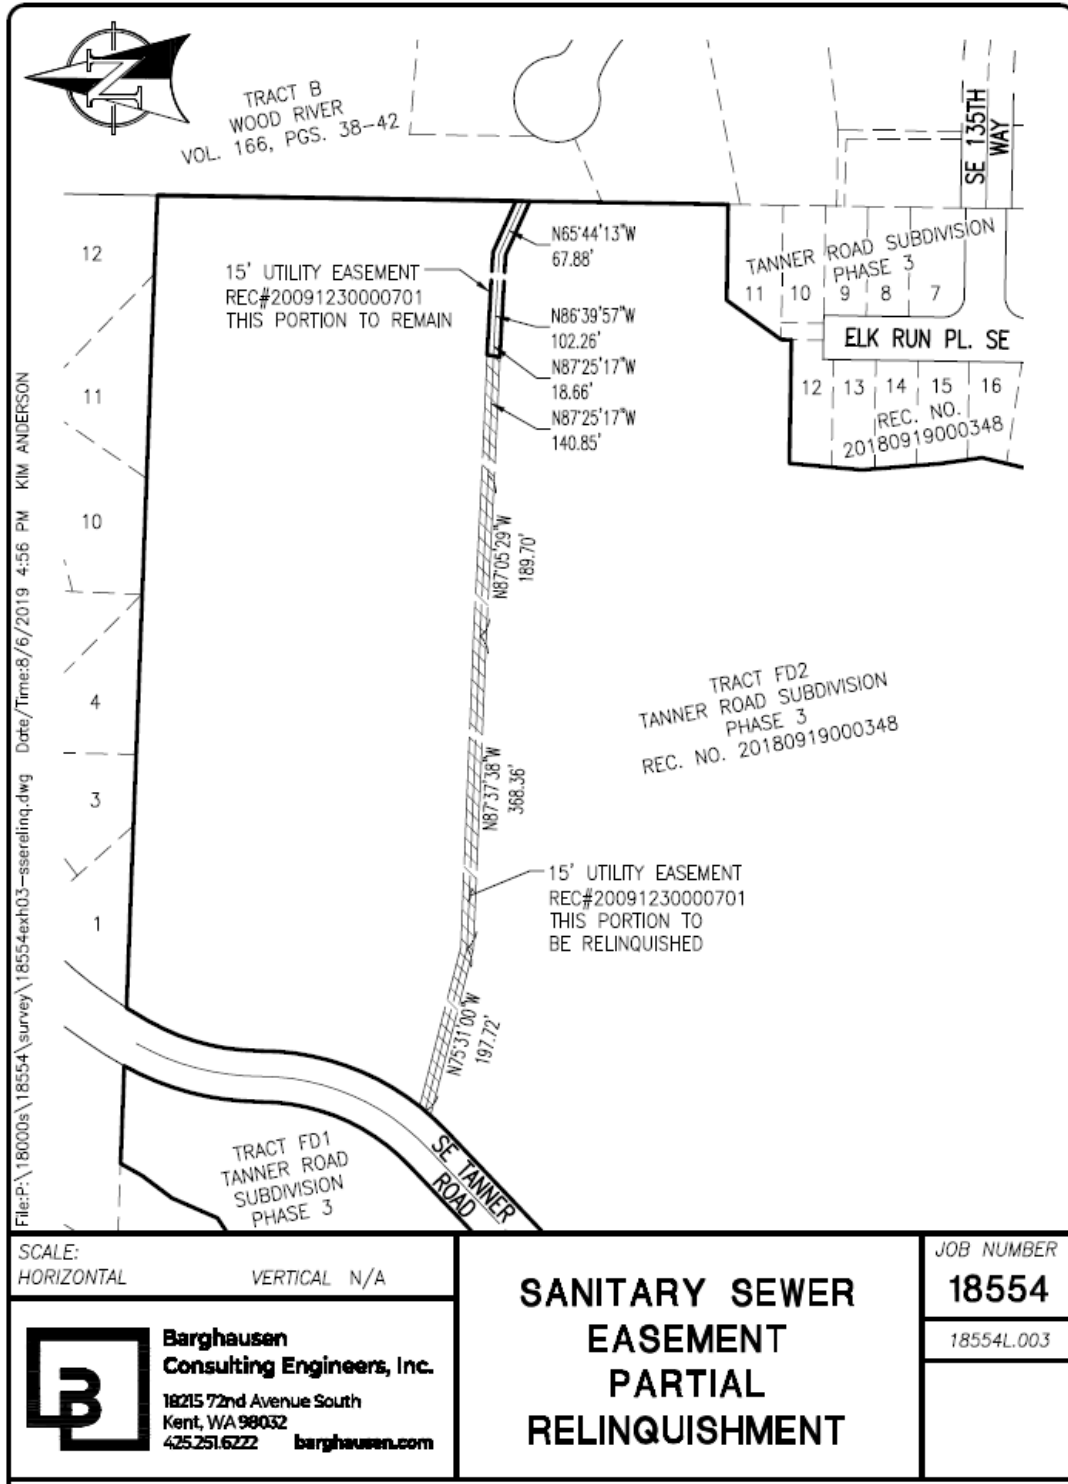 N
TRACT B
WOOD RIVER
VOL. 166, PGS. 38-42
SE 135TH
WAY
12
11
10
4
3
1
15' UTILITY EASEMENT
REC#20091230000701
THIS PORTION TO REMAIN
N65°44'13"W
67.88'
N86°39'57"W
102.26'
N87°25'17"W
18.66'
N87°25'17"W
140.85'
TANNER ROAD SUBDIVISION
PHASE 3
11 10 9 8 7
ELK RUN PL. SE
12 13 14 15 16
REC. NO.
20180919000348
N87°05'29"W
189.70'
TRACT FD2
TANNER ROAD SUBDIVISION
PHASE 3
REC. NO. 20180919000348
N87°37'38"W
368.36'
15' UTILITY EASEMENT
REC#20091230000701
THIS PORTION TO
BE RELINQUISHED
N75°31'00"W
197.72'
SE TANNER
ROAD
TRACT FD1
TANNER ROAD
SUBDIVISION
PHASE 3
File:P:\18000s\18554\survey\18554exh03-sserelinq.dwg Date/Time:8/6/2019 4:56 PM KIM ANDERSON
SCALE:
HORIZONTAL VERTICAL N/A
B
Barghausen
Consulting Engineers, Inc.
18215 72nd Avenue South
Kent, WA 98032
425.251.6222 barghausen.com
SANITARY SEWER
EASEMENT
PARTIAL
RELINQUISHMENT
JOB NUMBER
18554
18554L.003